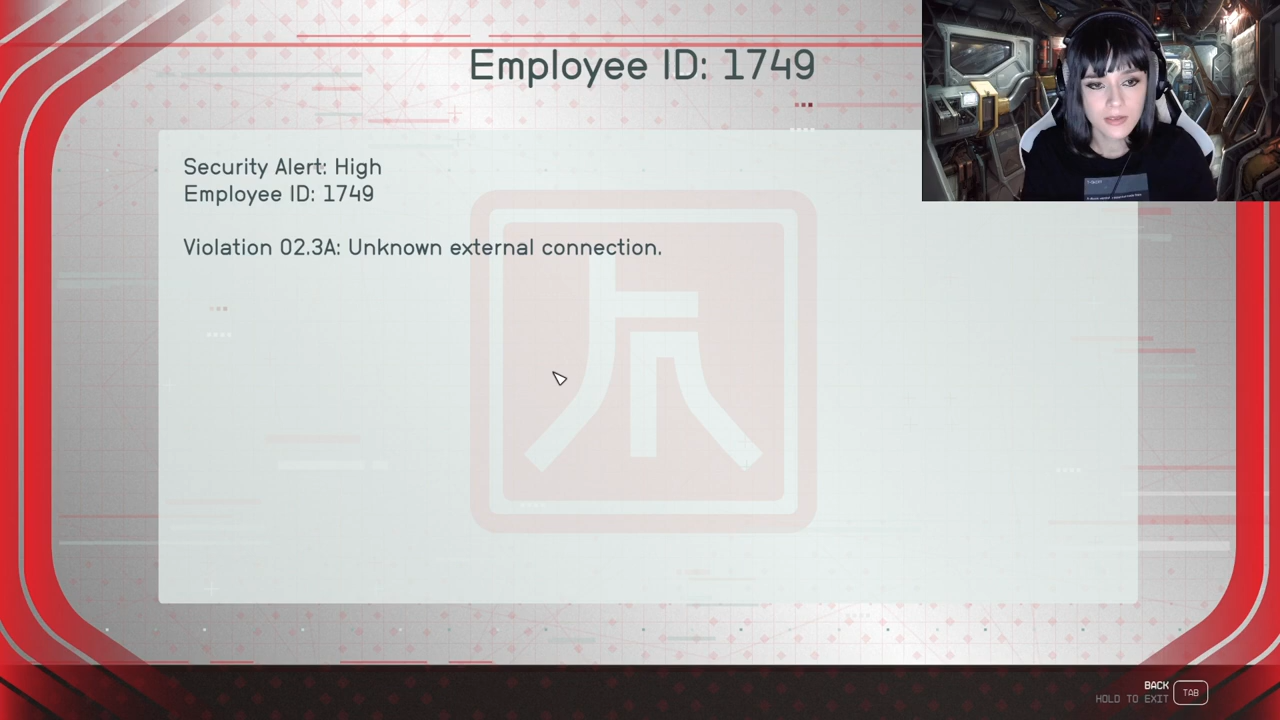 Employee ID: 1749
Security Alert: High
Employee ID: 1749
Violation 02.3A: Unknown external connection.
BACK
HOLD TO EXIT
TAB